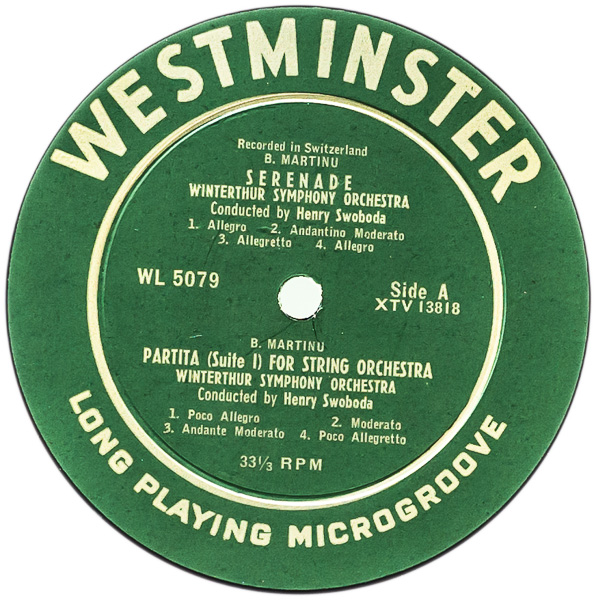 WESTMINSTER
Recorded in Switzerland
B. MARTINU
SERENADE
WINTERTHUR SYMPHONY ORCHESTRA
Conducted by Henry Swoboda
1. Allegro 2. Andantino Moderato
3. Allegretto 4. Allegro
WL 5079
Side A
XTV 13818
B. MARTINU
PARTITA (Suite I) FOR STRING ORCHESTRA
WINTERTHUR SYMPHONY ORCHESTRA
Conducted by Henry Swoboda
1. Poco Allegro 2. Moderato
3. Andante Moderato 4. Poco Allegretto
33⅓ RPM
LONG PLAYING MICROGROOVE